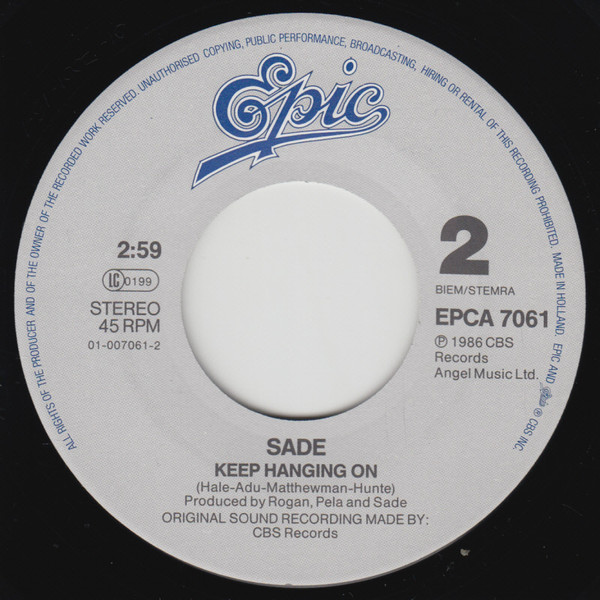 ALL RIGHTS OF THE PRODUCER AND OF THE OWNER OF THE RECORDED WORK RESERVED. UNAUTHORISED COPYING, PUBLIC PERFORMANCE, BROADCASTING, HIRING OR RENTAL OF THIS RECORDING PROHIBITED. MADE IN HOLLAND. EPIC AND Epic ® CBS INC.
Epic
2:59
LC 0199
STEREO
45 RPM
01-007061-2
2
BIEM/STEMRA
EPCA 7061
℗ 1986 CBS
Records
Angel Music Ltd.
SADE
KEEP HANGING ON
(Hale-Adu-Matthewman-Hunte)
Produced by Rogan, Pela and Sade
ORIGINAL SOUND RECORDING MADE BY:
CBS Records